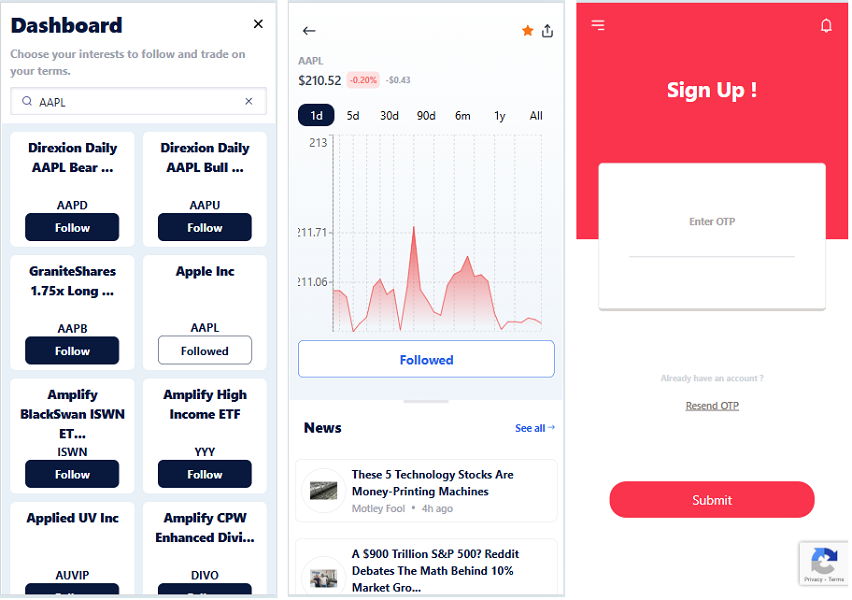 Dashboard
Choose your interests to follow and trade on
your terms.
AAPL
Direxion Daily
AAPL Bear ...
AAPD
Follow
Direxion Daily
AAPL Bull ...
AAPU
Follow
GraniteShares
1.75x Long ...
AAPB
Follow
Apple Inc
AAPL
Followed
Amplify
BlackSwan ISWN
ET...
ISWN
Follow
Amplify High
Income ETF
YYY
Follow
Applied UV Inc
AUVIP
Amplify CPW
Enhanced Divi...
DIVO
AAPL
$210.52 -0.20% -$0.43
1d 5d 30d 90d 6m 1y All
213
211.71
211.06
Followed
News
See all
These 5 Technology Stocks Are
Money-Printing Machines
Motley Fool • 4h ago
A $900 Trillion S&P 500? Reddit
Debates The Math Behind 10%
Market Gro...
Sign Up !
Enter OTP
Already have an account ?
Resend OTP
Submit
Privacy - Terms